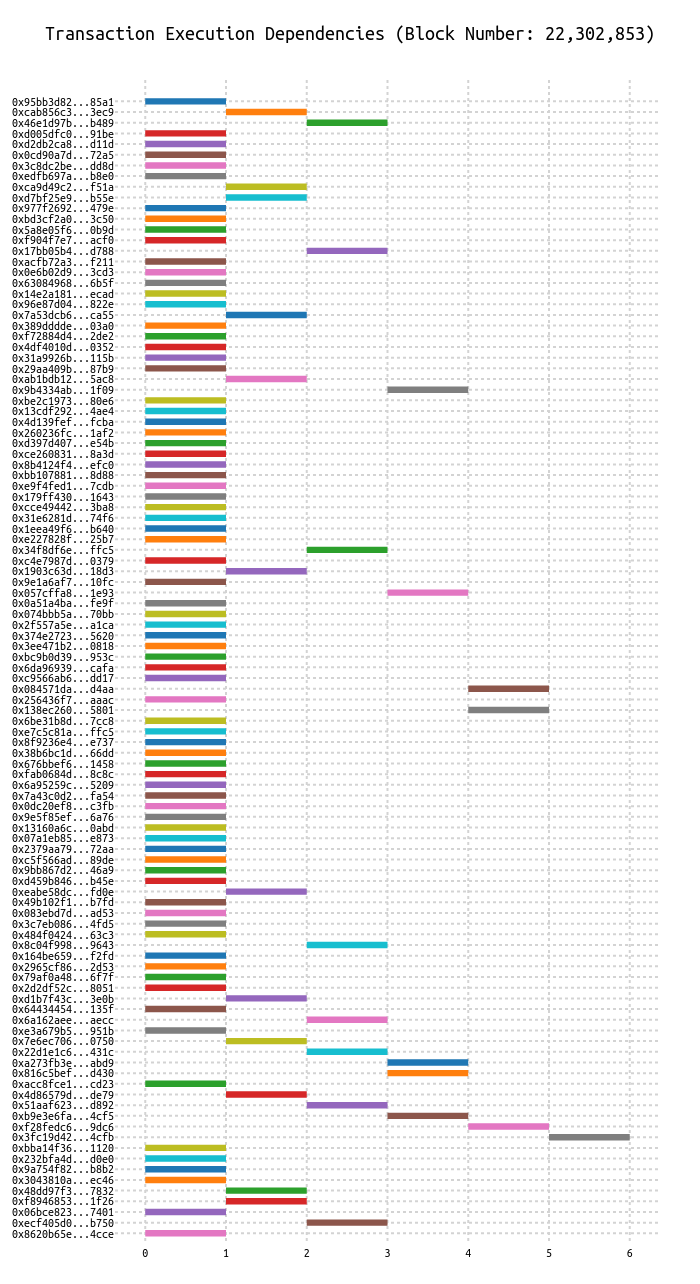 Transaction Execution Dependencies (Block Number: 22,302,853)
0x95bb3d82...85a1
0xcab856c3...3ec9
0x46e1d97b...b489
0xd005dfc0...91be
0xd2db2ca8...d11d
0x0cd90a7d...72a5
0x3c8dc2be...dd8d
0xedfb697a...b8e0
0xca9d49c2...f51a
0xd7bf25e9...b55e
0x977f2692...479e
0xbd3cf2a0...3c50
0x5a8e05f6...0b9d
0xf904f7e7...acf0
0x17bb05b4...d788
0xacfb72a3...f211
0x0e6b02d9...3cd3
0x63084968...6b5f
0x14e2a181...ecad
0x96e87d04...822e
0x7a53dcb6...ca55
0x389dddde...03a0
0xf72884d4...2de2
0x4df4010d...0352
0x31a9926b...115b
0x29aa409b...87b9
0xab1bdb12...5ac8
0x9b4334ab...1f09
0xbe2c1973...80e6
0x13cdf292...4ae4
0x4d139fef...fcba
0x260236fc...1af2
0xd397d407...e54b
0xce260831...8a3d
0x8b4124f4...efc0
0xbb107881...8d88
0xe9f4fed1...7cdb
0x179ff430...1643
0xcce49442...3ba8
0x31e6281d...74f6
0x1eea49f6...b640
0xe227828f...25b7
0x34f8df6e...ffc5
0xc4e7987d...0379
0x1903c63d...18d3
0x9e1a6af7...10fc
0x057cffa8...1e93
0x0a51a4ba...fe9f
0x074bbb5a...70bb
0x2f557a5e...a1ca
0x374e2723...5620
0x3ee471b2...0818
0xbc9b0d39...953c
0x6da96939...cafa
0xc9566ab6...dd17
0x084571da...d4aa
0x256436f7...aaac
0x138ec260...5801
0x6be31b8d...7cc8
0xe7c5c81a...ffc5
0x8f9236e4...e737
0x38b6bc1d...66dd
0x676bbef6...1458
0xfab0684d...8c8c
0x6a95259c...5209
0x7a43c0d2...fa54
0x0dc20ef8...c3fb
0x9e5f85ef...6a76
0x13160a6c...0abd
0x07a1eb85...e873
0x2379aa79...72aa
0xc5f566ad...89de
0x9bb867d2...46a9
0xd459b846...b45e
0xeabe58dc...fd0e
0x49b102f1...b7fd
0x083ebd7d...ad53
0x3c7eb086...4fd5
0x484f0424...63c3
0x8c04f998...9643
0x164be659...f2fd
0x2965cf86...2d53
0x79af0a48...6f7f
0x2d2df52c...8051
0xd1b7f43c...3e0b
0x64434454...135f
0x6a162aee...aecc
0xe3a679b5...951b
0x7e6ec706...0750
0x22d1e1c6...431c
0xa273fb3e...abd9
0x816c5bef...d430
0xacc8fce1...cd23
0x4d86579d...de79
0x51aaf623...d892
0xb9e3e6fa...4cf5
0xf28fedc6...9dc6
0x3fc19d42...4cfb
0xbba14f36...1120
0x232bfa4d...d0e0
0x9a754f82...b8b2
0x3043810a...ec46
0x48dd97f3...7832
0xf8946853...1f26
0x06bce823...7401
0xecf405d0...b750
0x8620b65e...4cce
0 1 2 3 4 5 6